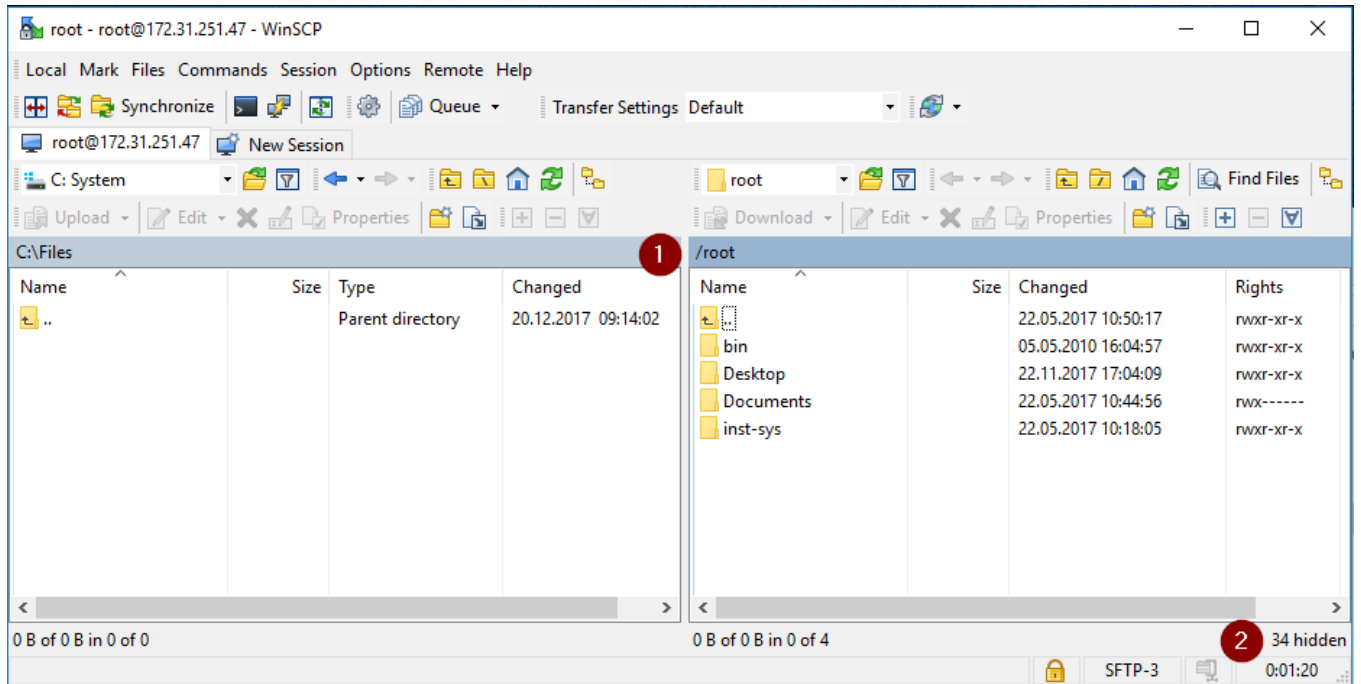 root - root@172.31.251.47 - WinSCP
Local Mark Files Commands Session Options Remote Help
Synchronize Queue Transfer Settings Default
root@172.31.251.47 New Session
C: System root Find Files
Upload Edit Properties Download Edit Properties
C:\Files 1 /root
Name Size Type Changed Name Size Changed Rights
.. Parent directory 20.12.2017 09:14:02 .. 22.05.2017 10:50:17 rwxr-xr-x
bin 05.05.2010 16:04:57 rwxr-xr-x
Desktop 22.11.2017 17:04:09 rwxr-xr-x
Documents 22.05.2017 10:44:56 rwx------
inst-sys 22.05.2017 10:18:05 rwxr-xr-x
0 B of 0 B in 0 of 0 0 B of 0 B in 0 of 4 2 34 hidden
SFTP-3 0:01:20